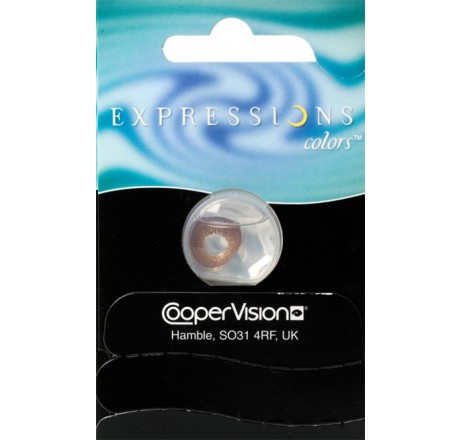 EXPRESSIONS
colors™
CooperVision
Hamble, SO31 4RF, UK